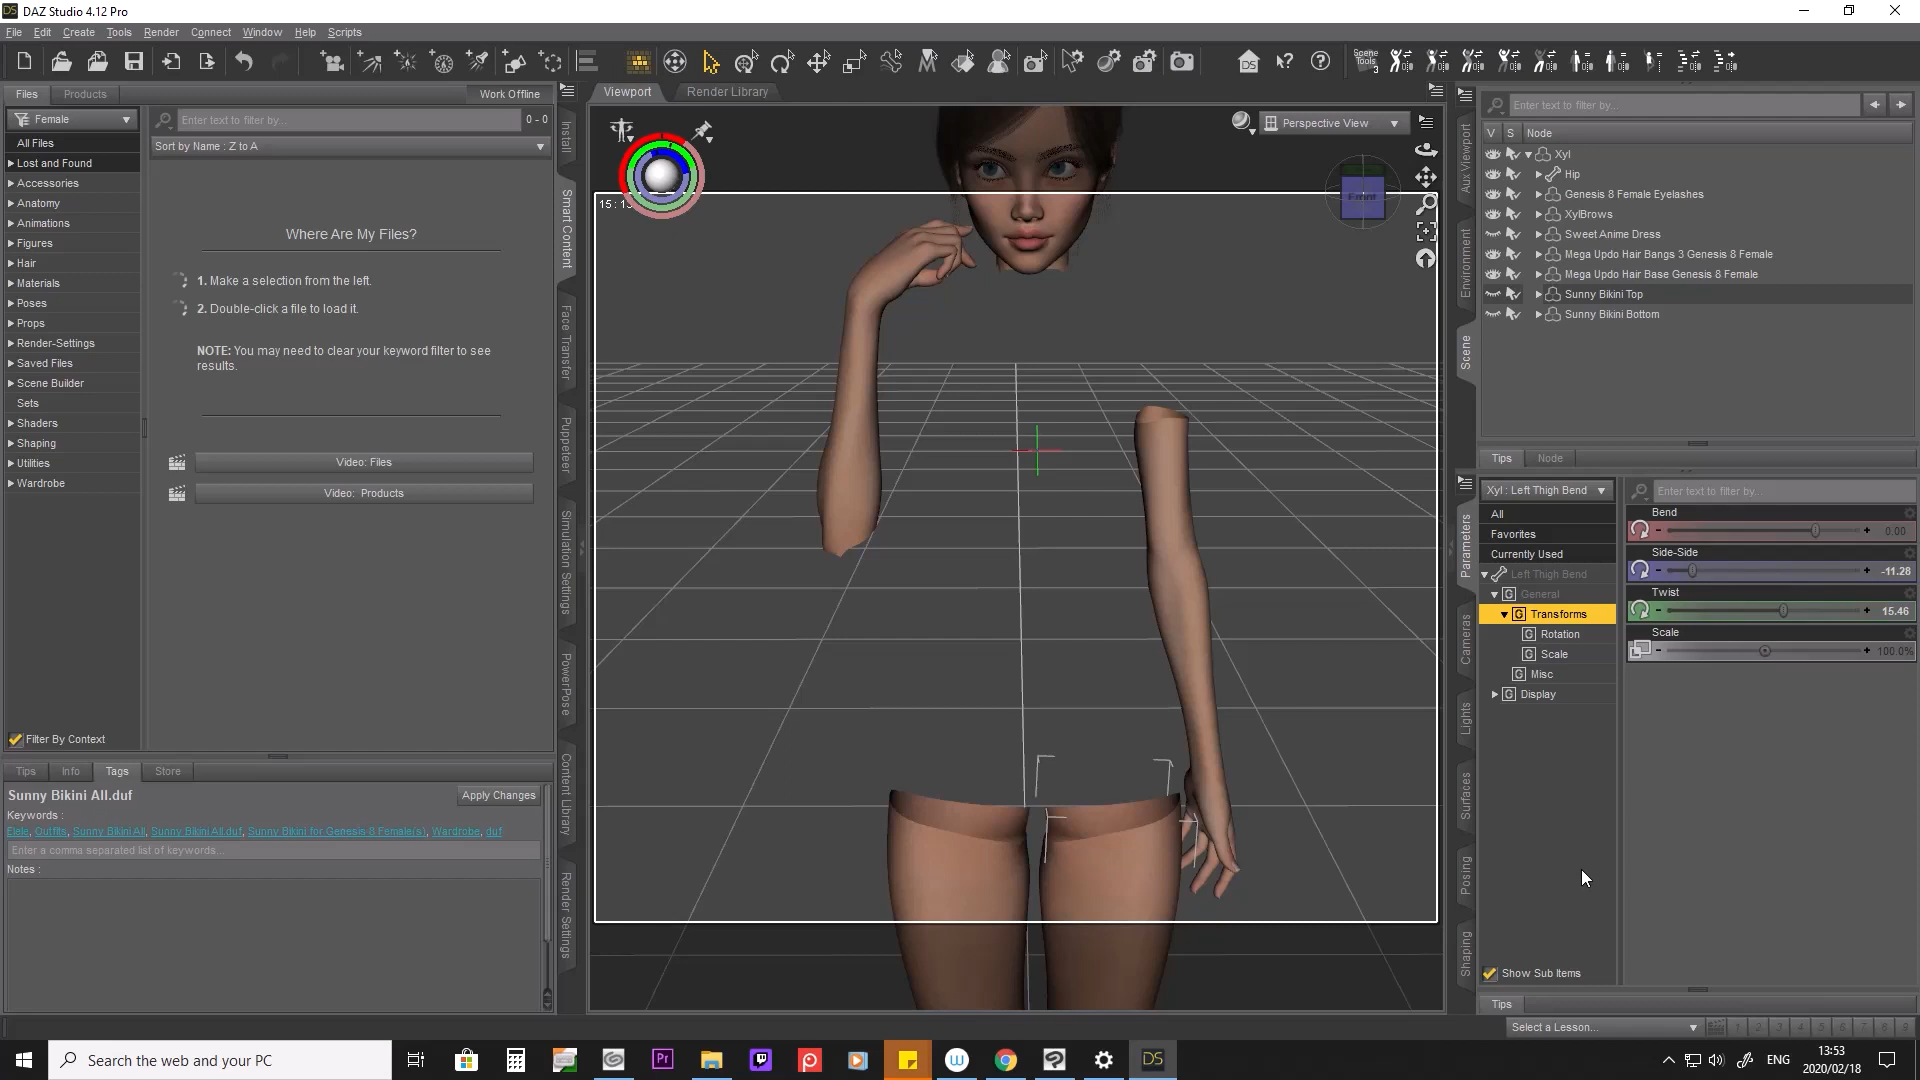 DAZ Studio 4.12 Pro
File Edit Create Tools Render Connect Window Help Scripts
Files Products Work Offline
Female
Enter text to filter by... 0 - 0
All Files
Sort by Name : Z to A
Lost and Found
Accessories
Anatomy
Animations
Figures
Hair
Materials
Poses
Props
Render-Settings
Saved Files
Scene Builder
Sets
Shaders
Shaping
Utilities
Wardrobe
Where Are My Files?
1. Make a selection from the left.
2. Double-click a file to load it.
NOTE: You may need to clear your keyword filter to see
results.
Video: Files
Video: Products
Filter By Context
Tips Info Tags Store
Sunny Bikini All.duf Apply Changes
Keywords :
Elele, Outfits, Sunny Bikini All, Sunny Bikini All.duf, Sunny Bikini for Genesis 8 Female(s), Wardrobe, duf
Enter a comma separated list of keywords...
Notes :
Install
Smart Content
Face Transfer
Puppeteer
Simulation Settings
PowerPose
Content Library
Render Settings
Viewport Render Library
Perspective View
Front
Scene
Tools
3
Aux Viewport
Environment
Scene
Enter text to filter by...
V S Node
Xyl
Hip
Genesis 8 Female Eyelashes
XylBrows
Sweet Anime Dress
Mega Updo Hair Bangs 3 Genesis 8 Female
Mega Updo Hair Base Genesis 8 Female
Sunny Bikini Top
Sunny Bikini Bottom
Tips Node
Parameters
Cameras
Lights
Surfaces
Posing
Shaping
Xyl : Left Thigh Bend
Enter text to filter by...
All
Favorites
Currently Used
Left Thigh Bend
General
Transforms
Rotation
Scale
Misc
Display
Bend
0.00
Side-Side
-11.28
Twist
15.46
Scale
100.0%
Show Sub Items
Tips
Select a Lesson... 1 2 3 4 5 6 7 8 9
Search the web and your PC
ENG
13:53
2020/02/18